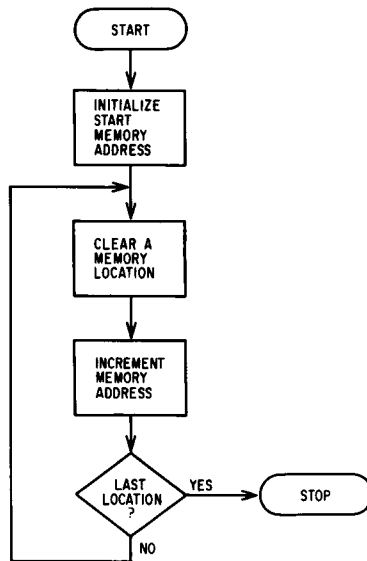 START
INITIALIZE
START
MEMORY
ADDRESS
CLEAR A
MEMORY
LOCATION
INCREMENT
MEMORY
ADDRESS
LAST
LOCATION
?
YES
STOP
NO